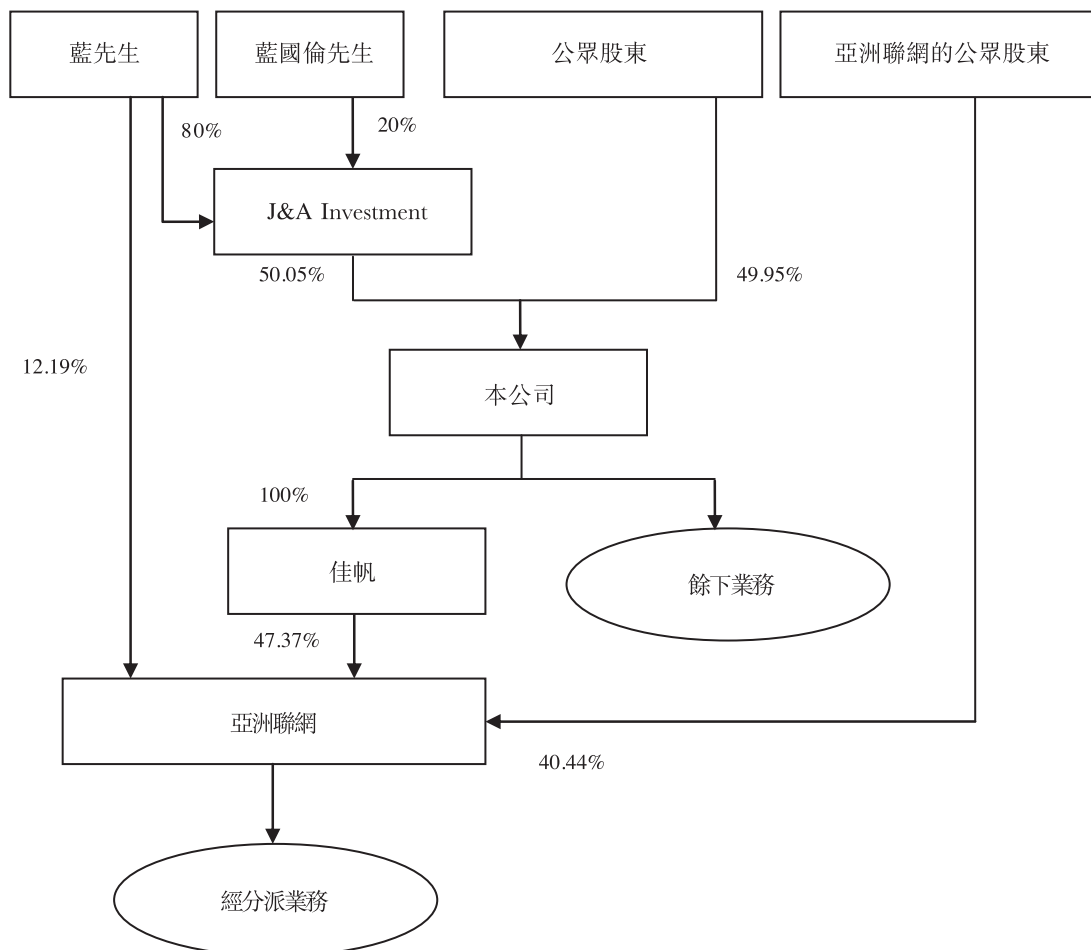 藍先生
藍國倫先生
公眾股東
亞洲聯網的公眾股東
80%
20%
J&A Investment
50.05%
49.95%
12.19%
本公司
100%
佳帆
餘下業務
47.37%
亞洲聯網
40.44%
經分派業務